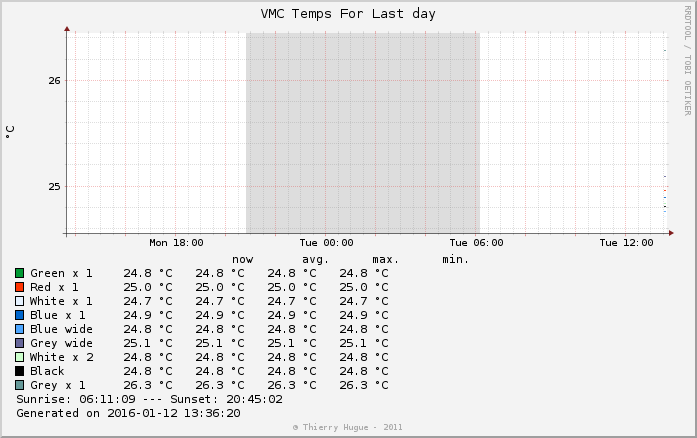 VMC Temps For Last day
RRDTOOL / TOBI OETIKER
°C
26
25
Mon 18:00 Tue 00:00 Tue 06:00 Tue 12:00
now avg. max. min.
Green x 1 24.8 °C 24.8 °C 24.8 °C 24.8 °C
Red x 1 25.0 °C 25.0 °C 25.0 °C 25.0 °C
White x 1 24.7 °C 24.7 °C 24.7 °C 24.7 °C
Blue x 1 24.9 °C 24.9 °C 24.9 °C 24.9 °C
Blue wide 24.8 °C 24.8 °C 24.8 °C 24.8 °C
Grey wide 25.1 °C 25.1 °C 25.1 °C 25.1 °C
White x 2 24.8 °C 24.8 °C 24.8 °C 24.8 °C
Black 24.8 °C 24.8 °C 24.8 °C 24.8 °C
Grey x 1 26.3 °C 26.3 °C 26.3 °C 26.3 °C
Sunrise: 06:11:09 --- Sunset: 20:45:02
Generated on 2016-01-12 13:36:20
© Thierry Hugue - 2011